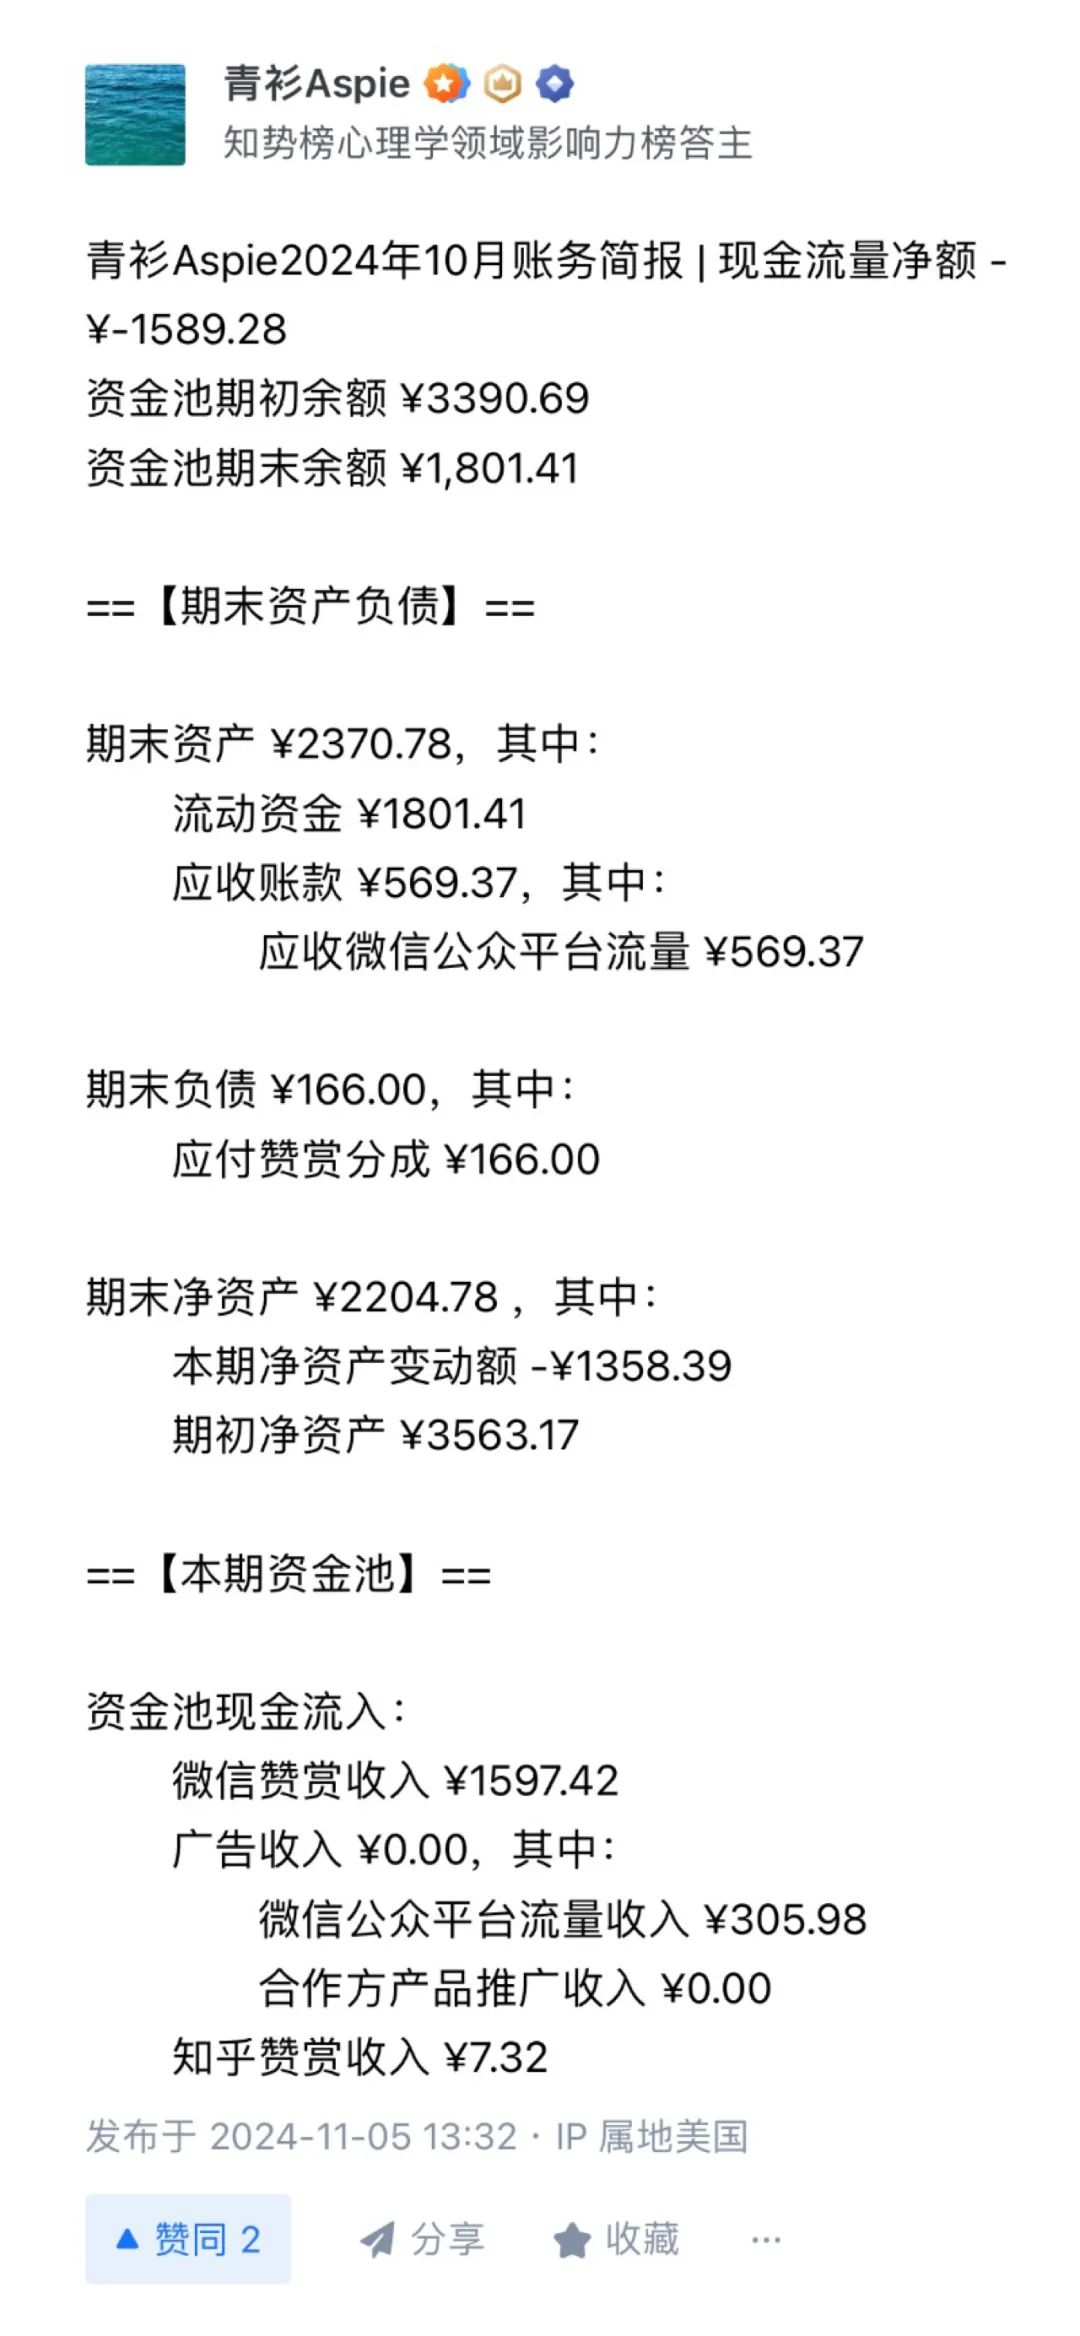 青衫Aspie
知势榜心理学领域影响力榜答主
青衫Aspie2024年10月账务简报 | 现金流量净额 -
¥-1589.28
资金池期初余额 ¥3390.69
资金池期末余额 ¥1,801.41
==【期末资产负债】==
期末资产 ¥2370.78，其中：
流动资金 ¥1801.41
应收账款 ¥569.37，其中：
应收微信公众平台流量 ¥569.37
期末负债 ¥166.00，其中：
应付赞赏分成 ¥166.00
期末净资产 ¥2204.78 ，其中：
本期净资产变动额 -¥1358.39
期初净资产 ¥3563.17
==【本期资金池】==
资金池现金流入：
微信赞赏收入 ¥1597.42
广告收入 ¥0.00，其中：
微信公众平台流量收入 ¥305.98
合作方产品推广收入 ¥0.00
知乎赞赏收入 ¥7.32
发布于 2024-11-05 13:32 · IP 属地美国
赞同 2 分享 收藏 ···